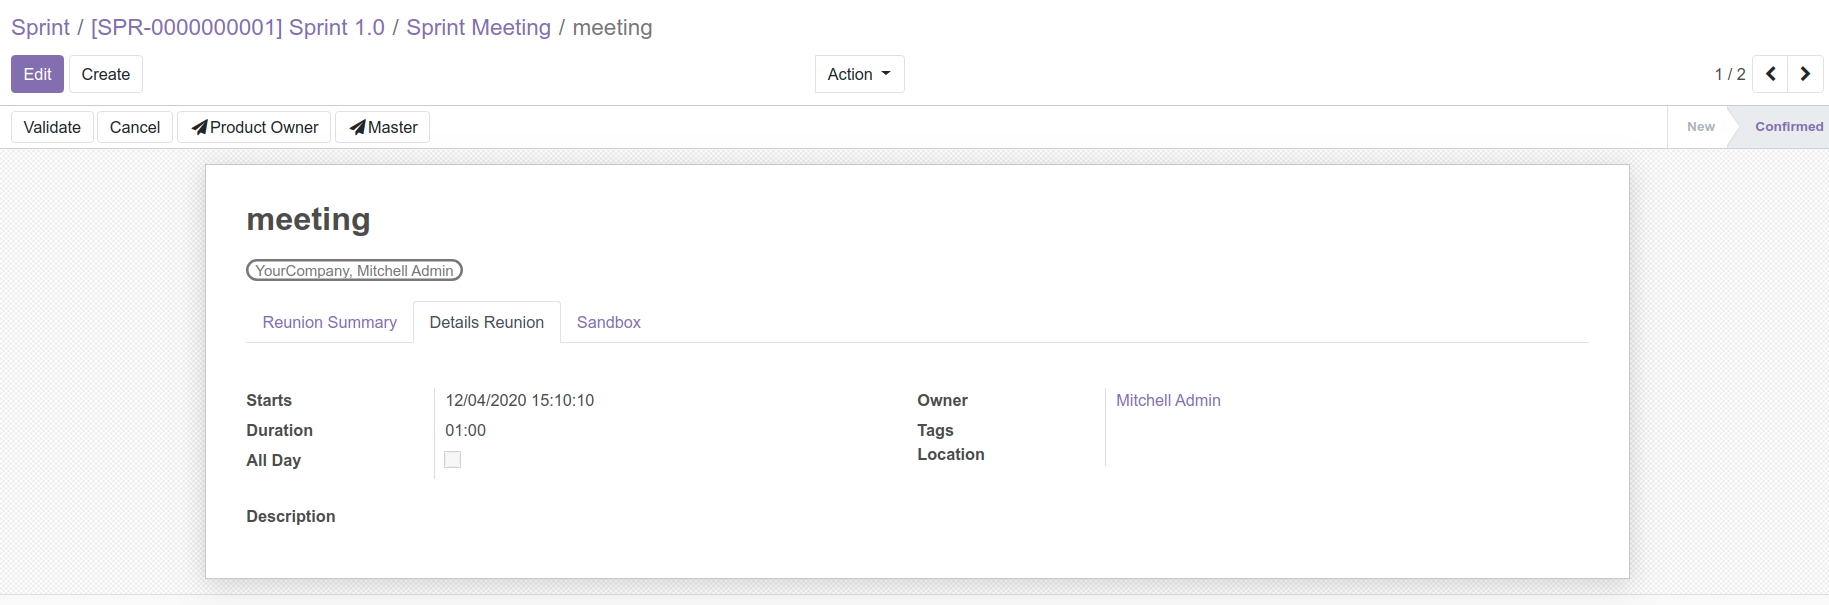 Sprint / [SPR-0000000001] Sprint 1.0 / Sprint Meeting / meeting
Edit Create Action 1 / 2
Validate Cancel Product Owner Master New Confirmed
meeting
YourCompany, Mitchell Admin
Reunion Summary Details Reunion Sandbox
Starts 12/04/2020 15:10:10 Owner Mitchell Admin
Duration 01:00 Tags
All Day Location
Description